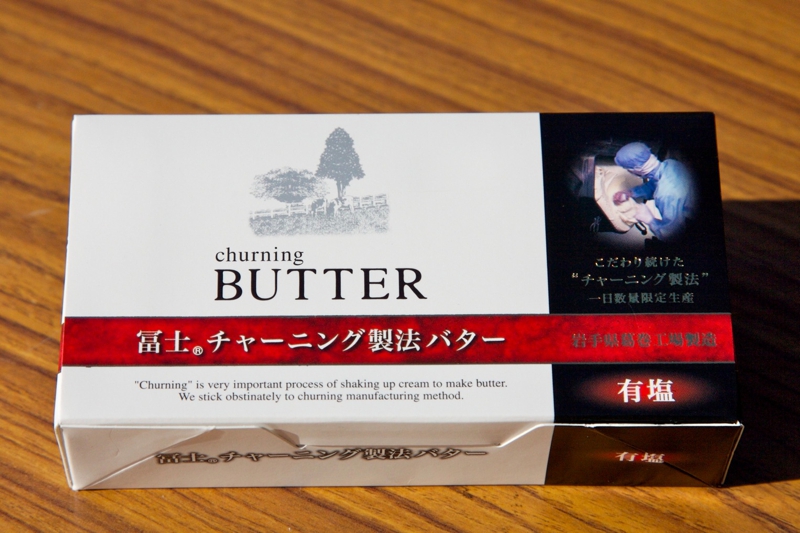 churning
BUTTER
冨士®チャーニング製法バター
"Churning" is very important process of shaking up cream to make butter.
We stick obstinately to churning manufacturing method.
こだわり続けた
“チャーニング製法”
一日数量限定生産
岩手県葛巻工場製造
有塩
冨士®チャーニング製法バター
有塩